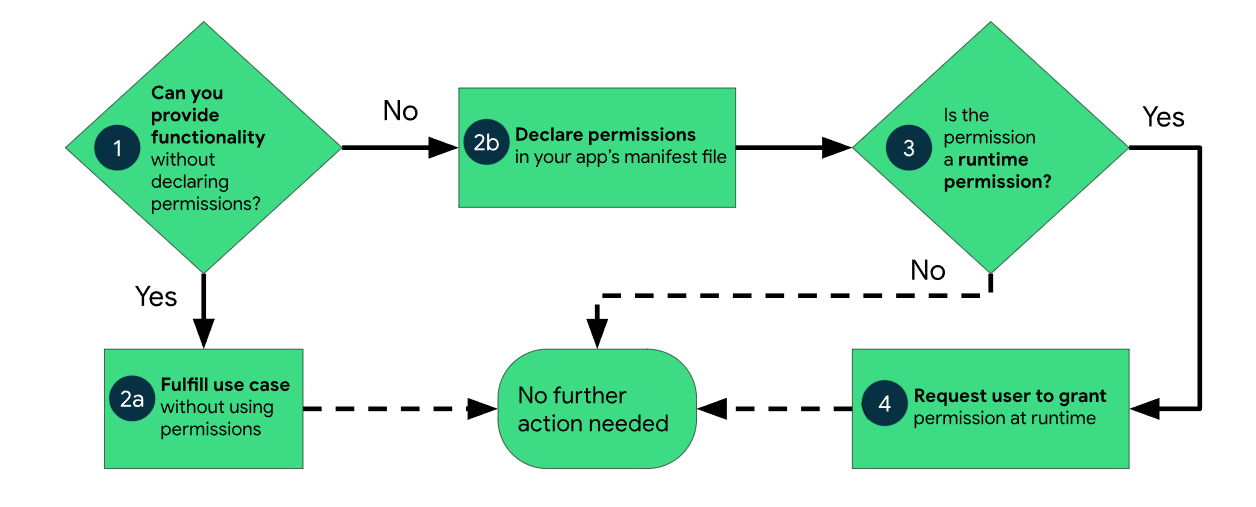 1
Can you
provide
functionality
without
declaring
permissions?
No
2b
Declare permissions
in your app's manifest file
3
Is the
permission
a runtime
permission?
Yes
No
Yes
2a
Fulfill use case
without using
permissions
No further
action needed
4
Request user to grant
permission at runtime